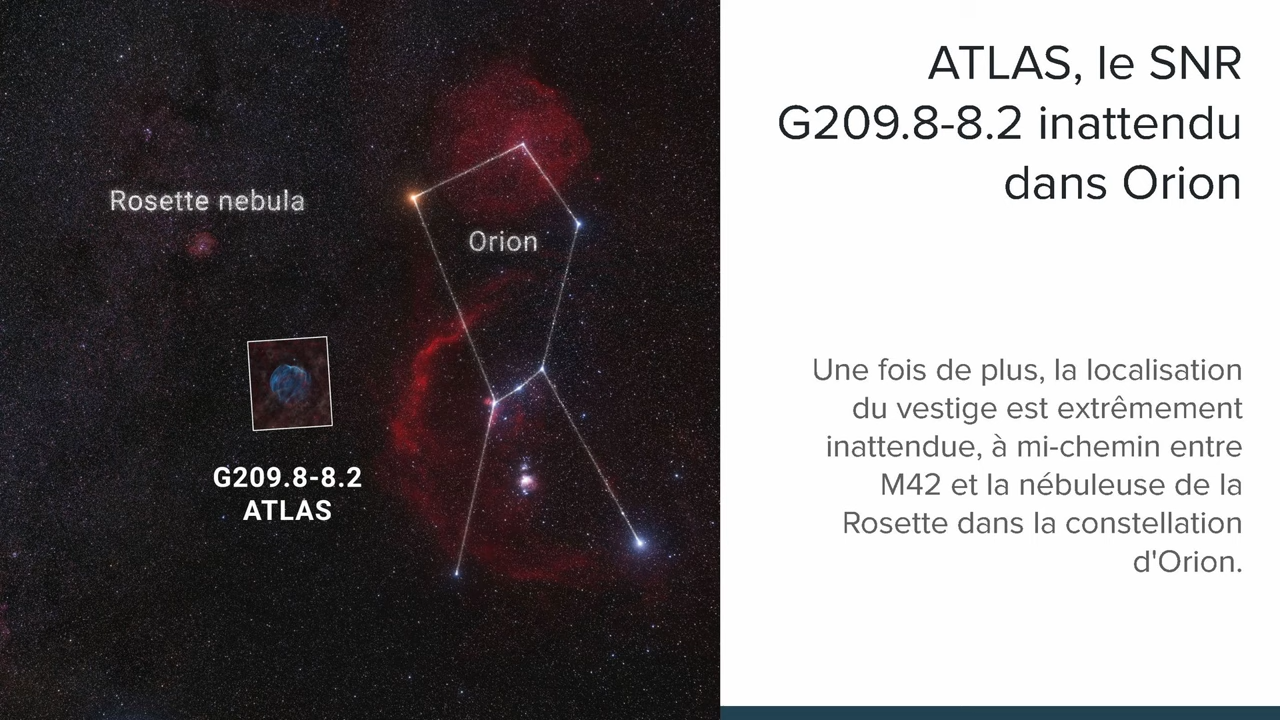 ATLAS, le SNR
G209.8-8.2 inattendu
dans Orion
Rosette nebula
Orion
G209.8-8.2
ATLAS
Une fois de plus, la localisation
du vestige est extrêmement
inattendue, à mi-chemin entre
M42 et la nébuleuse de la
Rosette dans la constellation
d'Orion.